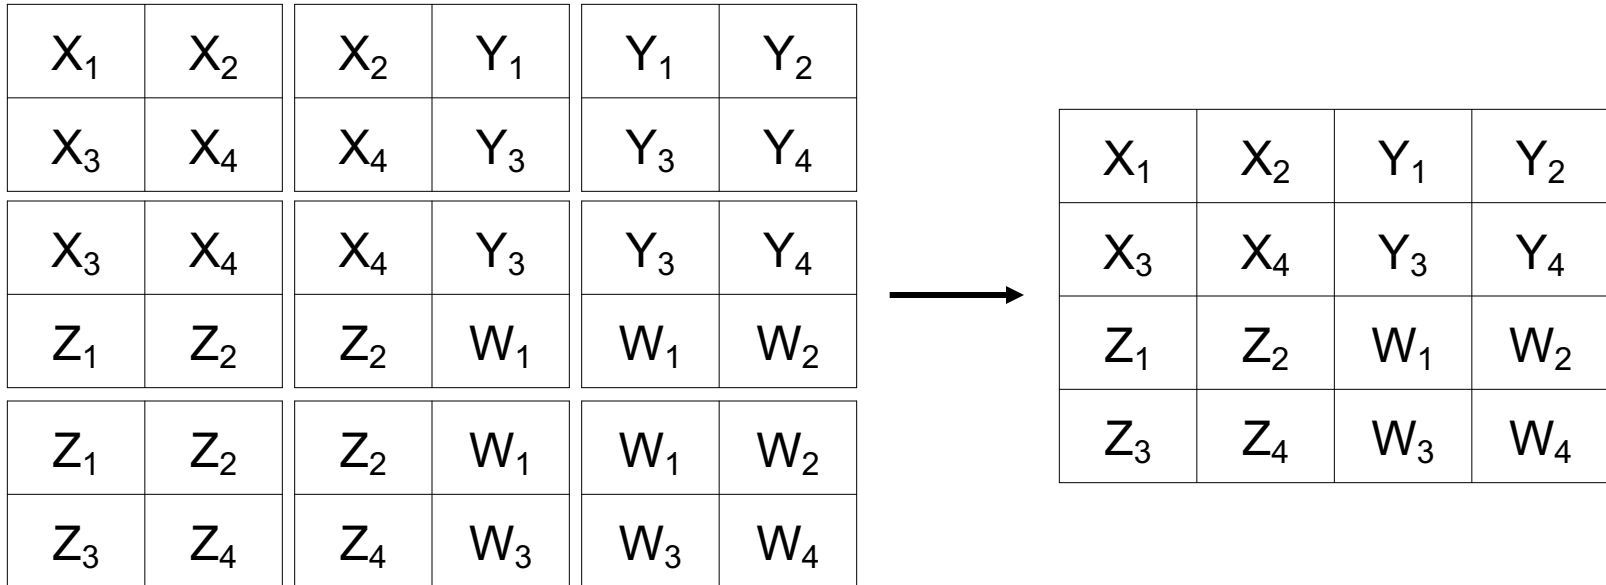 X₁ X₂ X₂ Y₁ Y₁ Y₂
X₃ X₄ X₄ Y₃ Y₃ Y₄
X₃ X₄ X₄ Y₃ Y₃ Y₄
Z₁ Z₂ Z₂ W₁ W₁ W₂
Z₁ Z₂ Z₂ W₁ W₁ W₂
Z₃ Z₄ Z₄ W₃ W₃ W₄
X₁ X₂ Y₁ Y₂
X₃ X₄ Y₃ Y₄
Z₁ Z₂ W₁ W₂
Z₃ Z₄ W₃ W₄